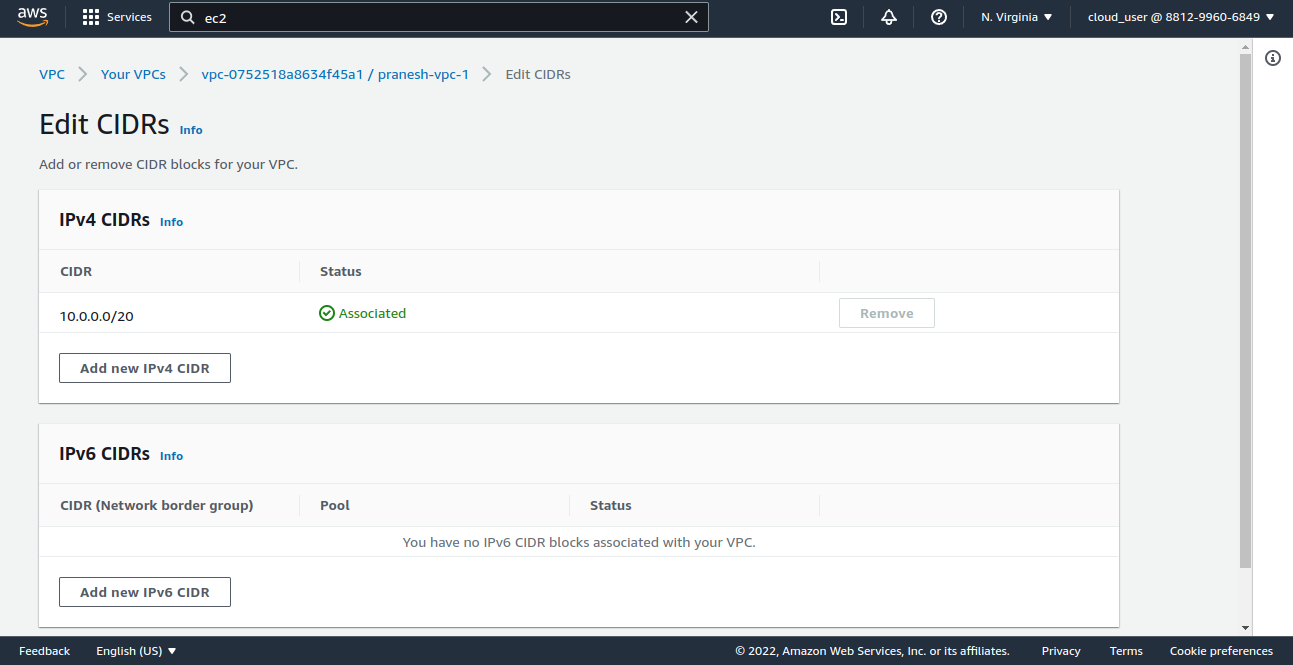 aws Services ec2 N. Virginia cloud_user @ 8812-9960-6849
VPC Your VPCs vpc-0752518a8634f45a1 / pranesh-vpc-1 Edit CIDRs
Edit CIDRs Info
Add or remove CIDR blocks for your VPC.
IPv4 CIDRs Info
CIDR Status
10.0.0.0/20 Associated Remove
Add new IPv4 CIDR
IPv6 CIDRs Info
CIDR (Network border group) Pool Status
You have no IPv6 CIDR blocks associated with your VPC.
Add new IPv6 CIDR
Feedback English (US) © 2022, Amazon Web Services, Inc. or its affiliates. Privacy Terms Cookie preferences